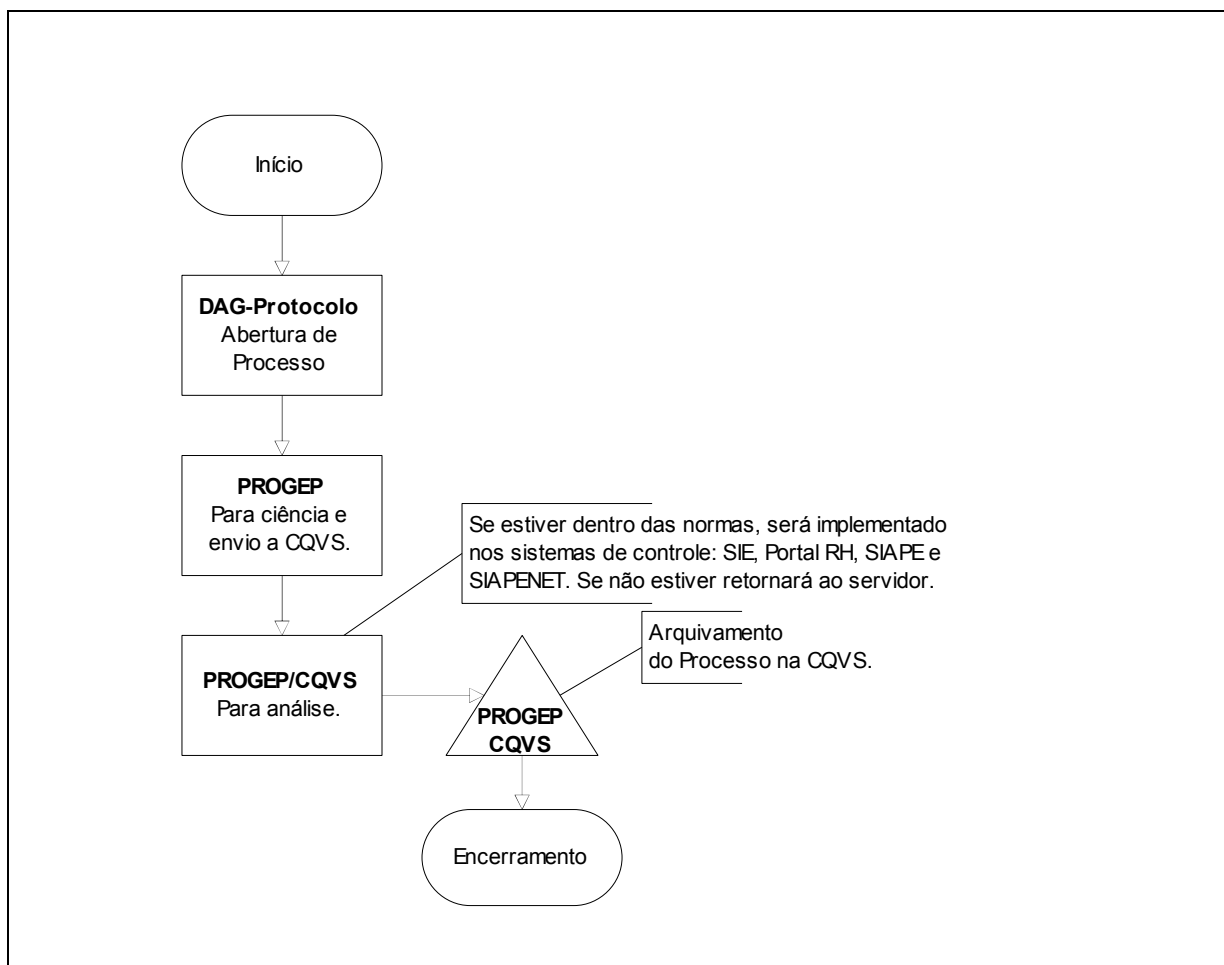 Início
DAG-Protocolo
Abertura de
Processo
PROGEP
Para ciência e
envio a CQVS.
Se estiver dentro das normas, será implementado
nos sistemas de controle: SIE, Portal RH, SIAPE e
SIAPENET. Se não estiver retornará ao servidor.
PROGEP/CQVS
Para análise.
Arquivamento
do Processo na CQVS.
PROGEP
CQVS
Encerramento